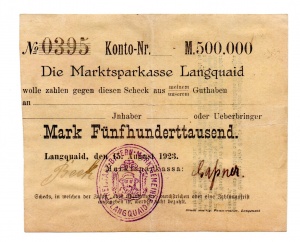 № 0395 Konto-Nr. M.500,000
Die Marktsparkasse Langquaid
wolle zahlen gegen diesen Scheck aus meinem Guthaben
unserem
an
Inhaber oder Ueberbringer
Mark Fünfhunderttausend.
Langquaid, den 15. August 1923.
Marktsparkassa:
LANGQUAID